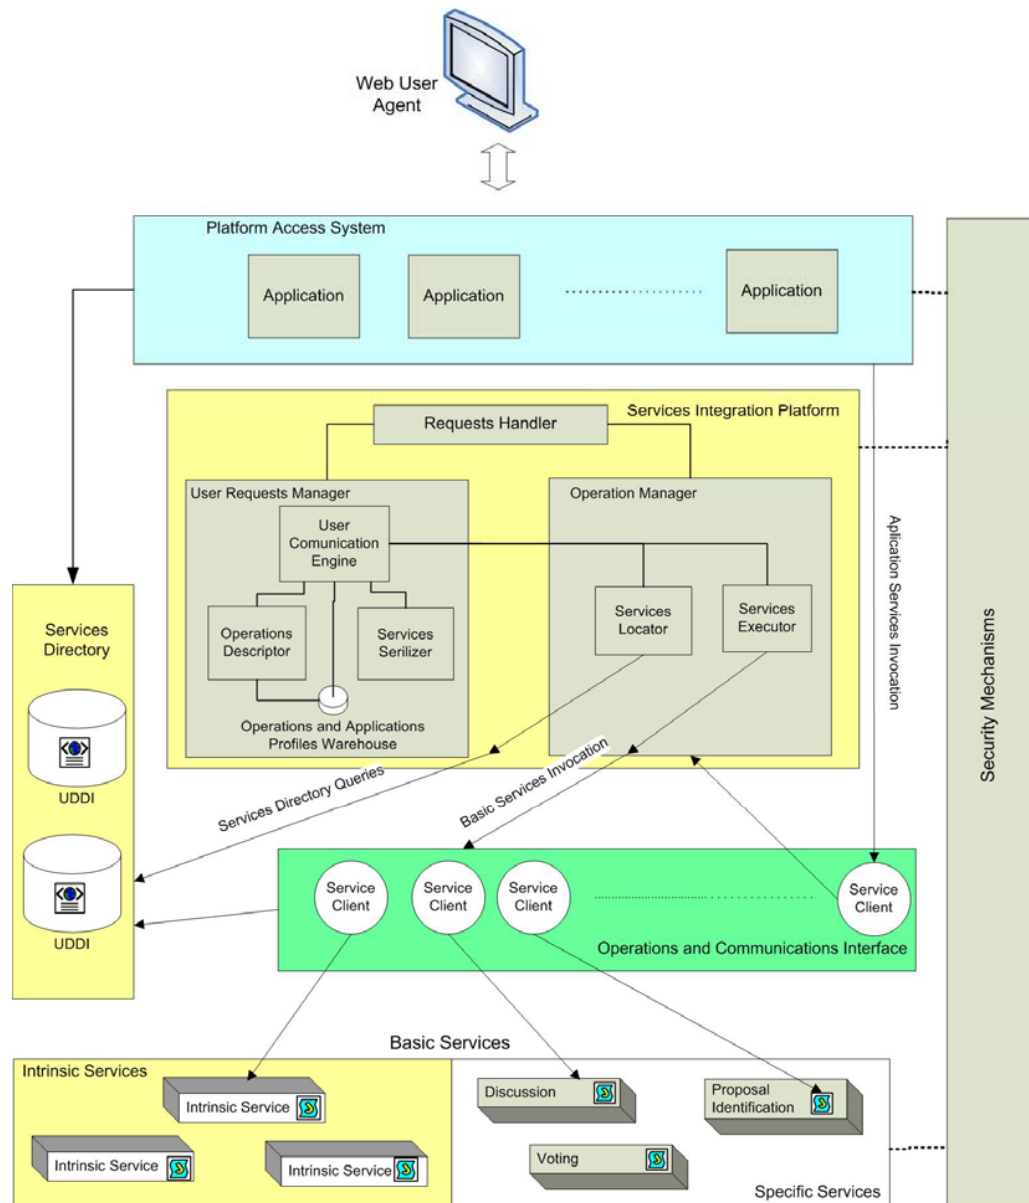 Web User
Agent
Platform Access System
Application
Application
Application
Services Integration Platform
Requests Handler
User Requests Manager
Operation Manager
User
Comunication
Engine
Operations
Descriptor
Services
Serilizer
Services
Locator
Services
Executor
Operations and Applications
Profiles Warehouse
Aplication Services Invocation
Security Mechanisms
Services
Directory
UDDI
UDDI
Services Directory Queries
Basic Services Invocation
Service
Client
Service
Client
Service
Client
Service
Client
Operations and Communications Interface
Basic Services
Intrinsic Services
Intrinsic Service
Intrinsic Service
Intrinsic Service
Discussion
Proposal
Identification
Voting
Specific Services